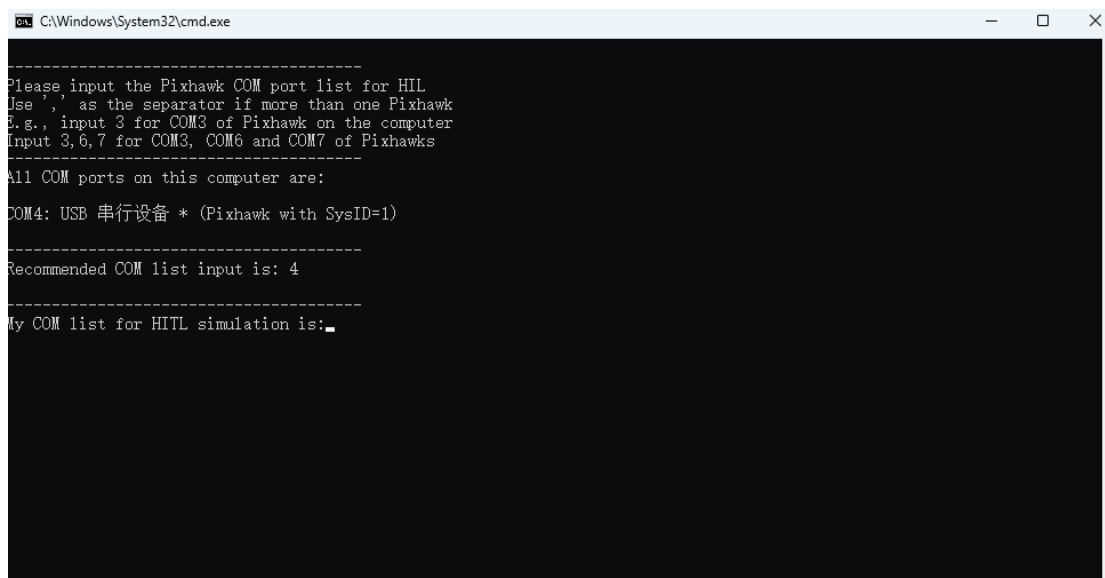 C:\Windows\System32\cmd.exe
---------------------------------------
Please input the Pixhawk COM port list for HIL
Use ',' as the separator if more than one Pixhawk
E.g., input 3 for COM3 of Pixhawk on the computer
Input 3,6,7 for COM3, COM6 and COM7 of Pixhawks
---------------------------------------
All COM ports on this computer are:
COM4: USB 串行设备 * (Pixhawk with SysID=1)
---------------------------------------
Recommended COM list input is: 4
---------------------------------------
My COM list for HITL simulation is: